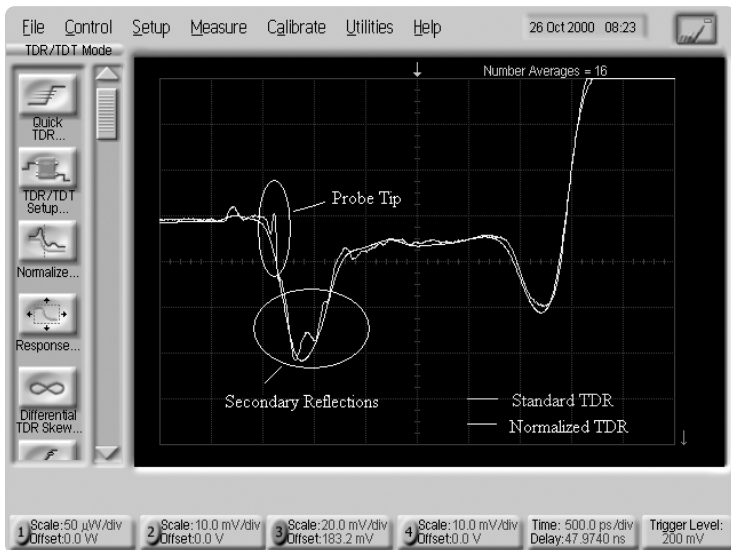 File Control Setup Measure Calibrate Utilities Help 26 Oct 2000 08:23
TDR/TDT Mode
Number Averages = 16
Quick
TDR...
TDR/TDT
Setup...
Normalize...
Response...
Differential
TDR Skew...
Probe Tip
Secondary Reflections
Standard TDR
Normalized TDR
1 Scale:50 µW/div
Offset:0.0 W
2 Scale:10.0 mV/div
Offset:0.0 V
3 Scale:20.0 mV/div
Offset:183.2 mV
4 Scale:10.0 mV/div
Offset:0.0 V
Time: 500.0 ps/div
Delay:47.9740 ns
Trigger Level:
200 mV